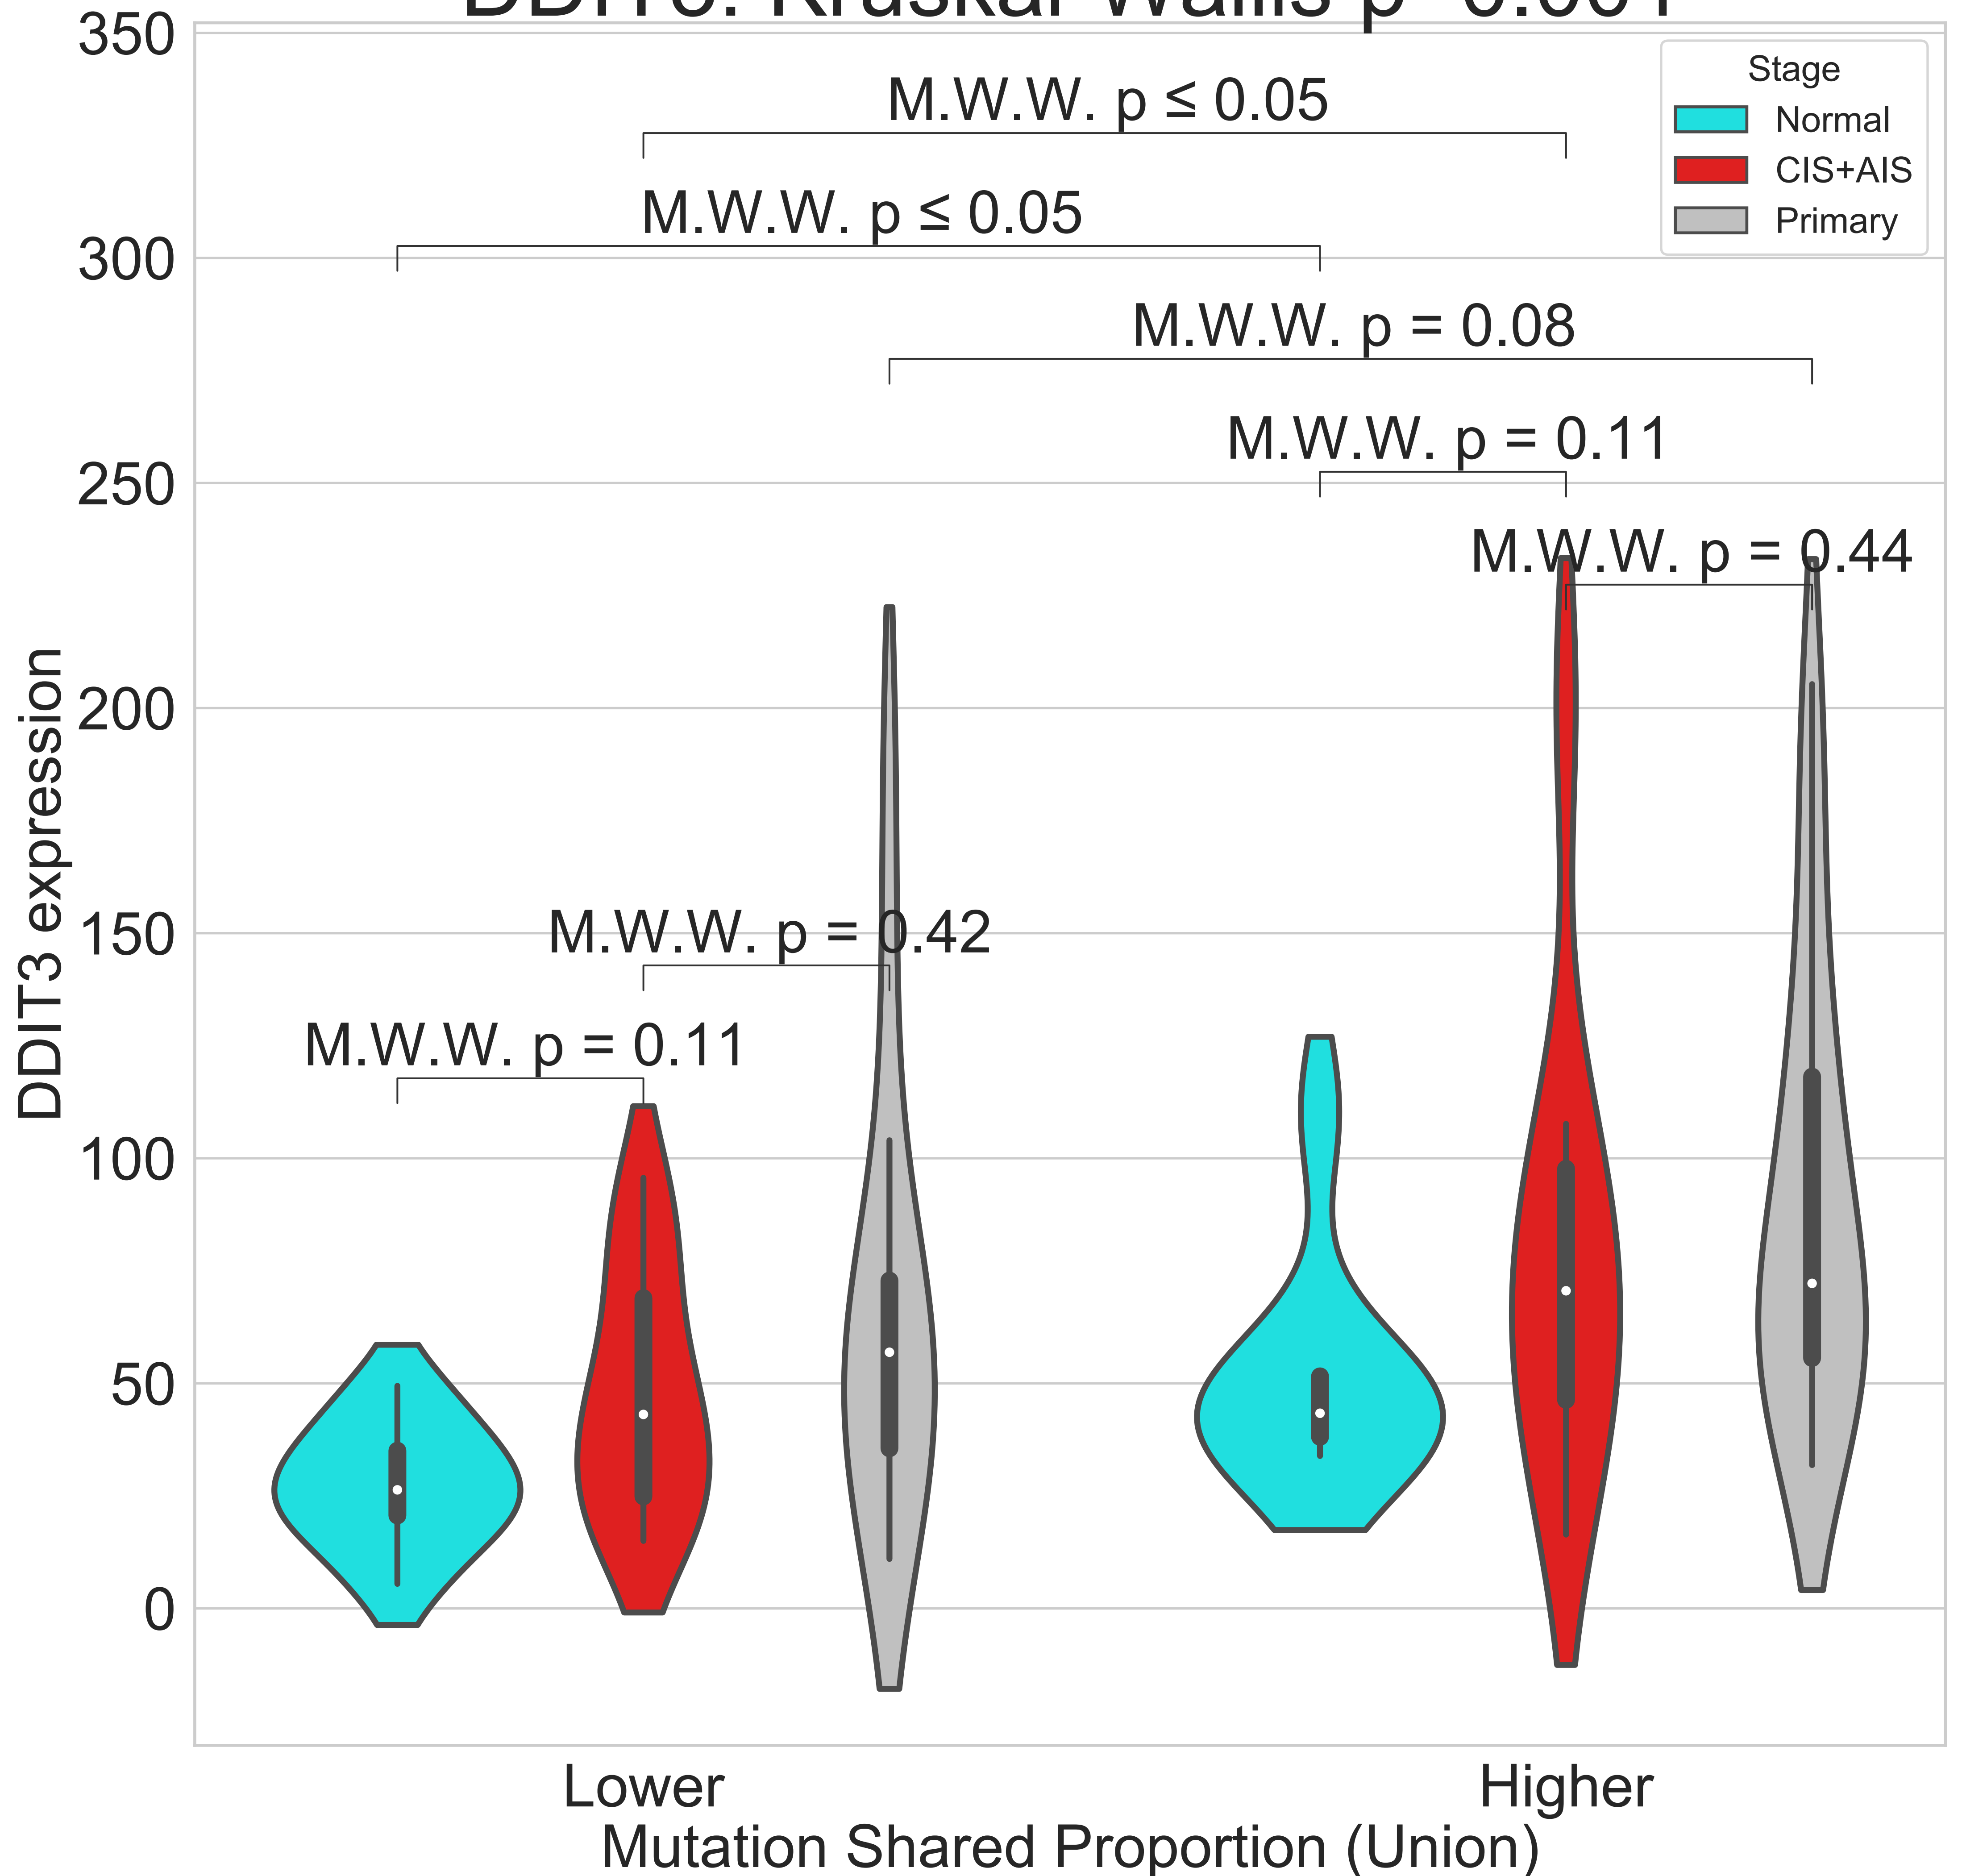 350
300
250
200
150
100
50
0
DDIT3 expression
M.W.W. p ≤ 0.05
M.W.W. p ≤ 0.05
M.W.W. p = 0.08
M.W.W. p = 0.11
M.W.W. p = 0.44
M.W.W. p = 0.42
M.W.W. p = 0.11
Stage
Normal
CIS+AIS
Primary
Lower
Higher
Mutation Shared Proportion (Union)